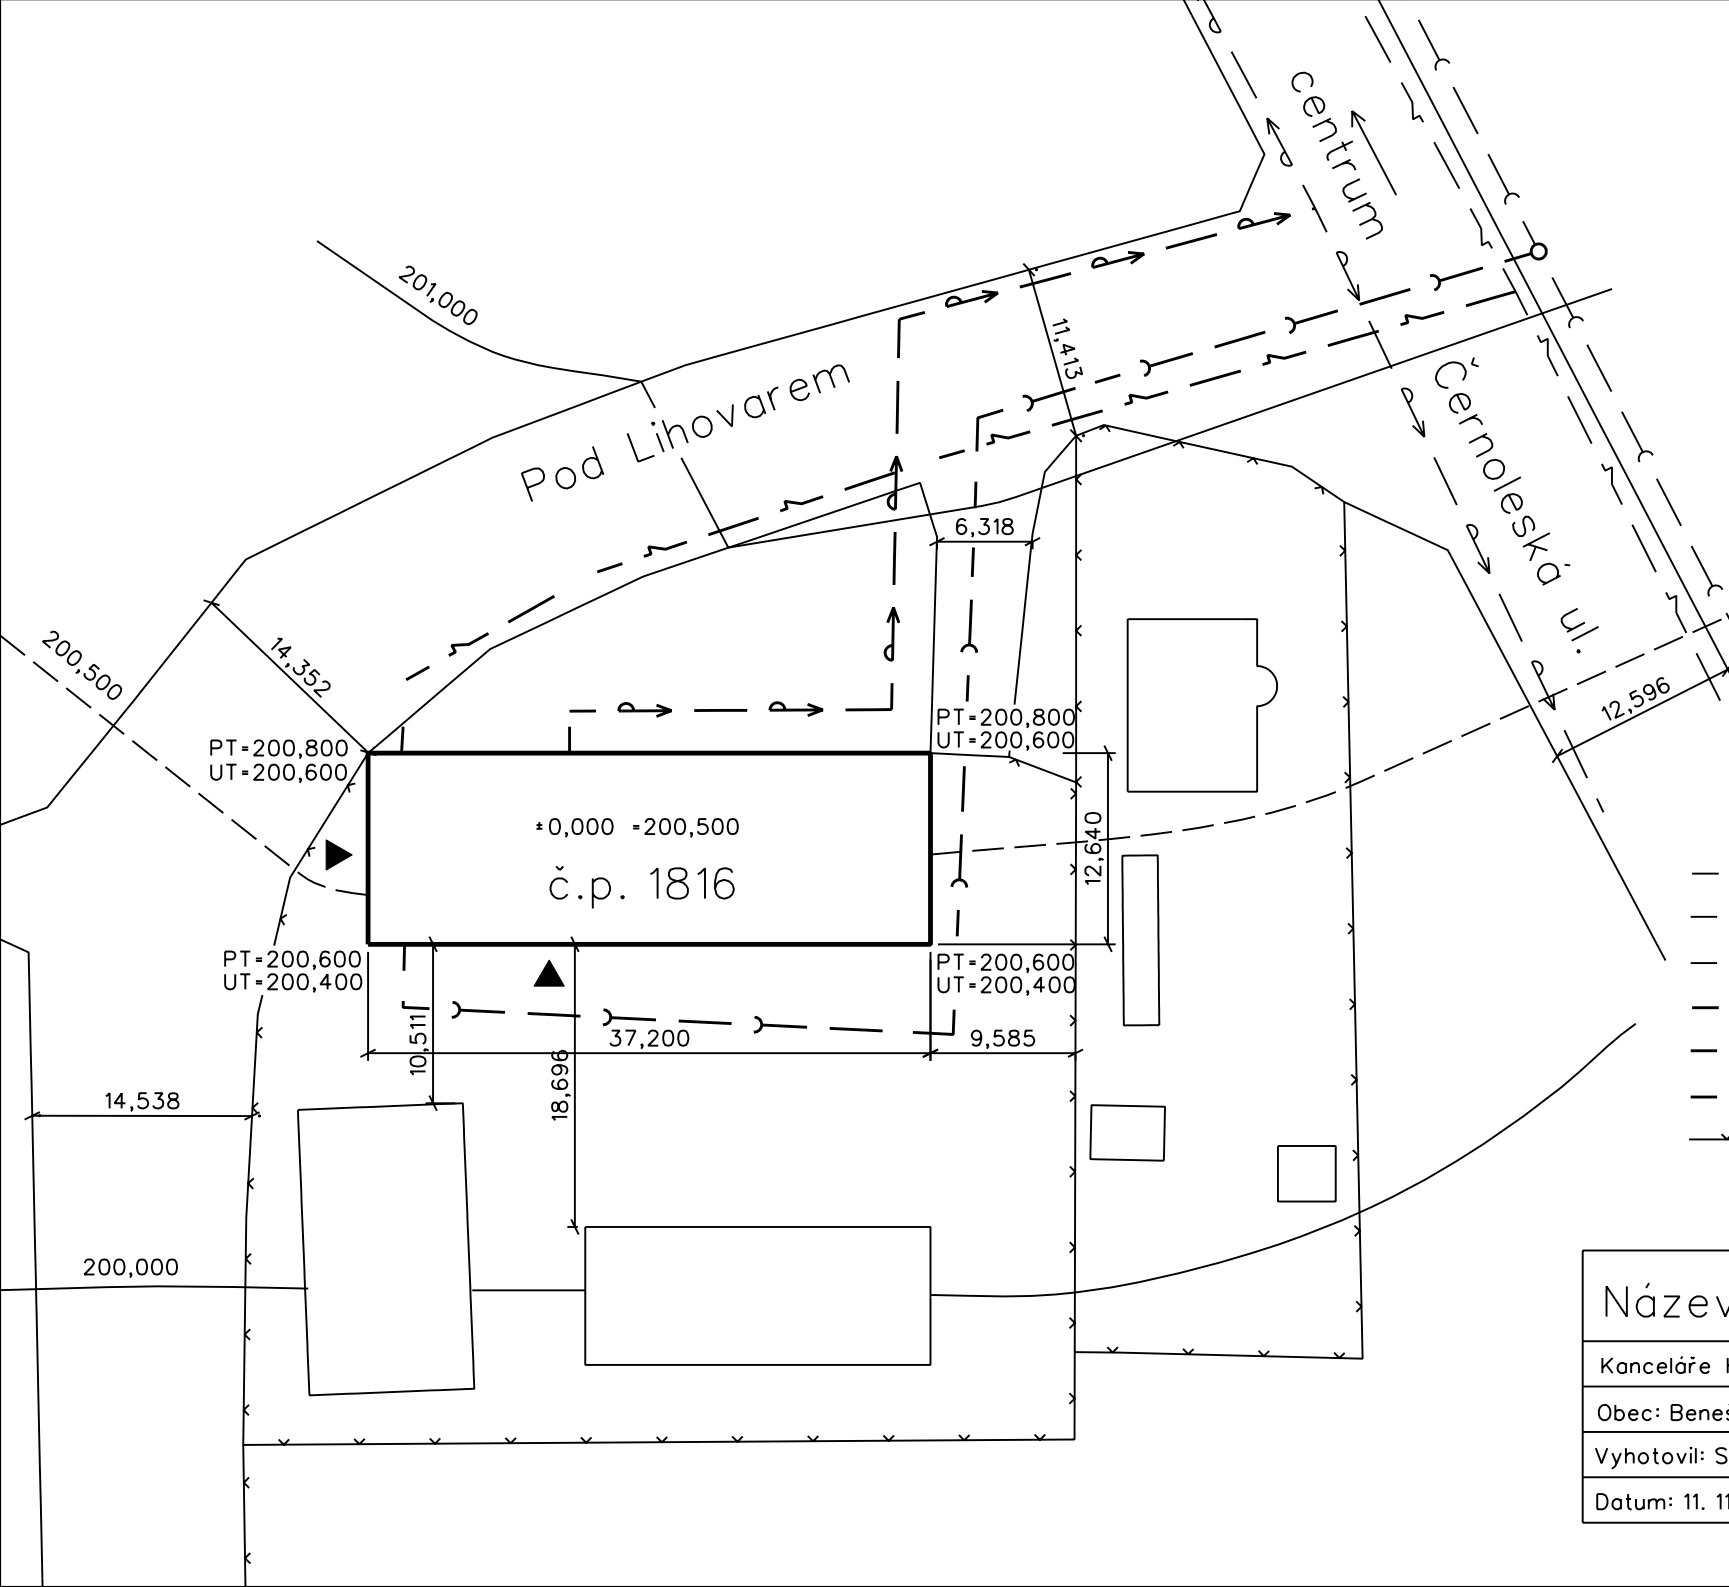 centrum
201,000
11,413
Pod Lihovarem
Černoleská ul.
6,318
200,500
14,352
12,596
PT=200,800
UT=200,600
PT=200,800
UT=200,600
±0,000 =200,500
č.p. 1816
12,640
PT=200,600
UT=200,400
PT=200,600
UT=200,400
10,511
37,200
9,585
18,696
14,538
200,000
Název
Kanceláře
Obec: Beneš
Vyhotovil: S
Datum: 11. 11